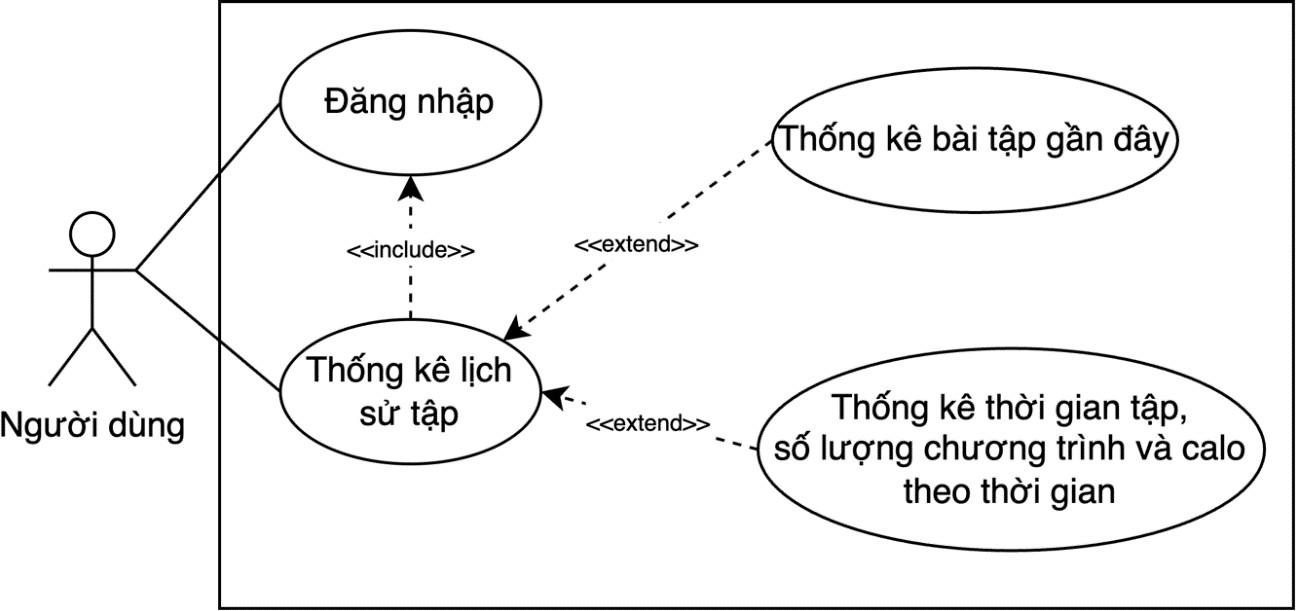 Đăng nhập
Thống kê bài tập gần đây
<<include>>
<<extend>>
Thống kê lịch
sử tập
<<extend>>
Thống kê thời gian tập,
số lượng chương trình và calo
theo thời gian
Người dùng